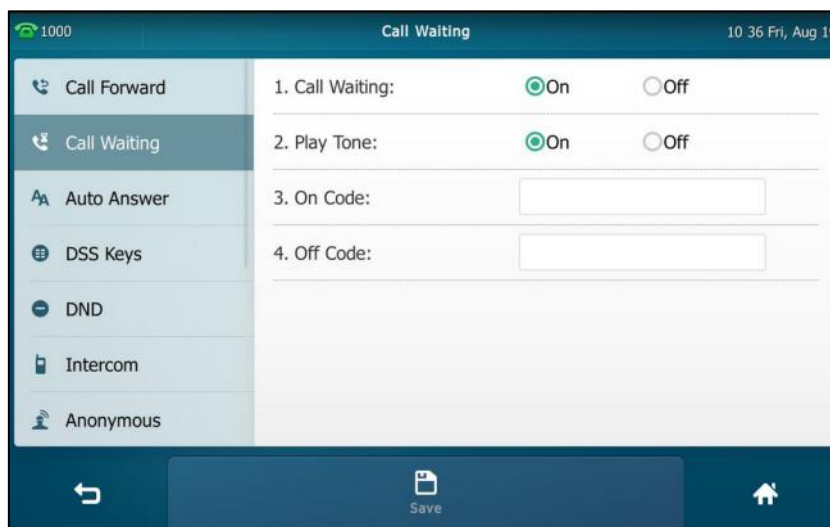 1000 Call Waiting 10 36 Fri, Aug 1
Call Forward
Call Waiting
Auto Answer
DSS Keys
DND
Intercom
Anonymous
1. Call Waiting: On Off
2. Play Tone: On Off
3. On Code:
4. Off Code:
Save